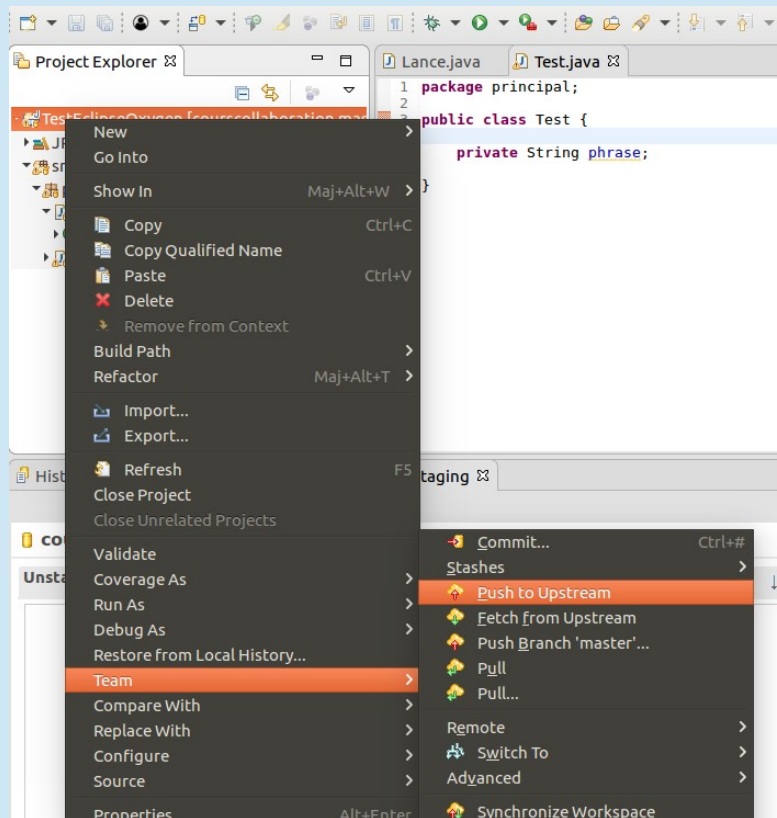 Project Explorer
Lance.java
Test.java
1 package principal;
2
3 public class Test {
private String phrase;
}
New
Go Into
Show In Maj+Alt+W
Copy Ctrl+C
Copy Qualified Name
Paste Ctrl+V
Delete
Remove from Context
Build Path
Refactor Maj+Alt+T
Import...
Export...
Refresh F5
Close Project
Close Unrelated Projects
Validate
Coverage As
Run As
Debug As
Restore from Local History...
Team
Compare With
Replace With
Configure
Source
Properties Alt+Enter
Hist
taging
cou
Unsta
Commit... Ctrl+#
Stashes
Push to Upstream
Fetch from Upstream
Push Branch 'master'...
Pull
Pull...
Remote
Switch To
Advanced
Synchronize Workspace